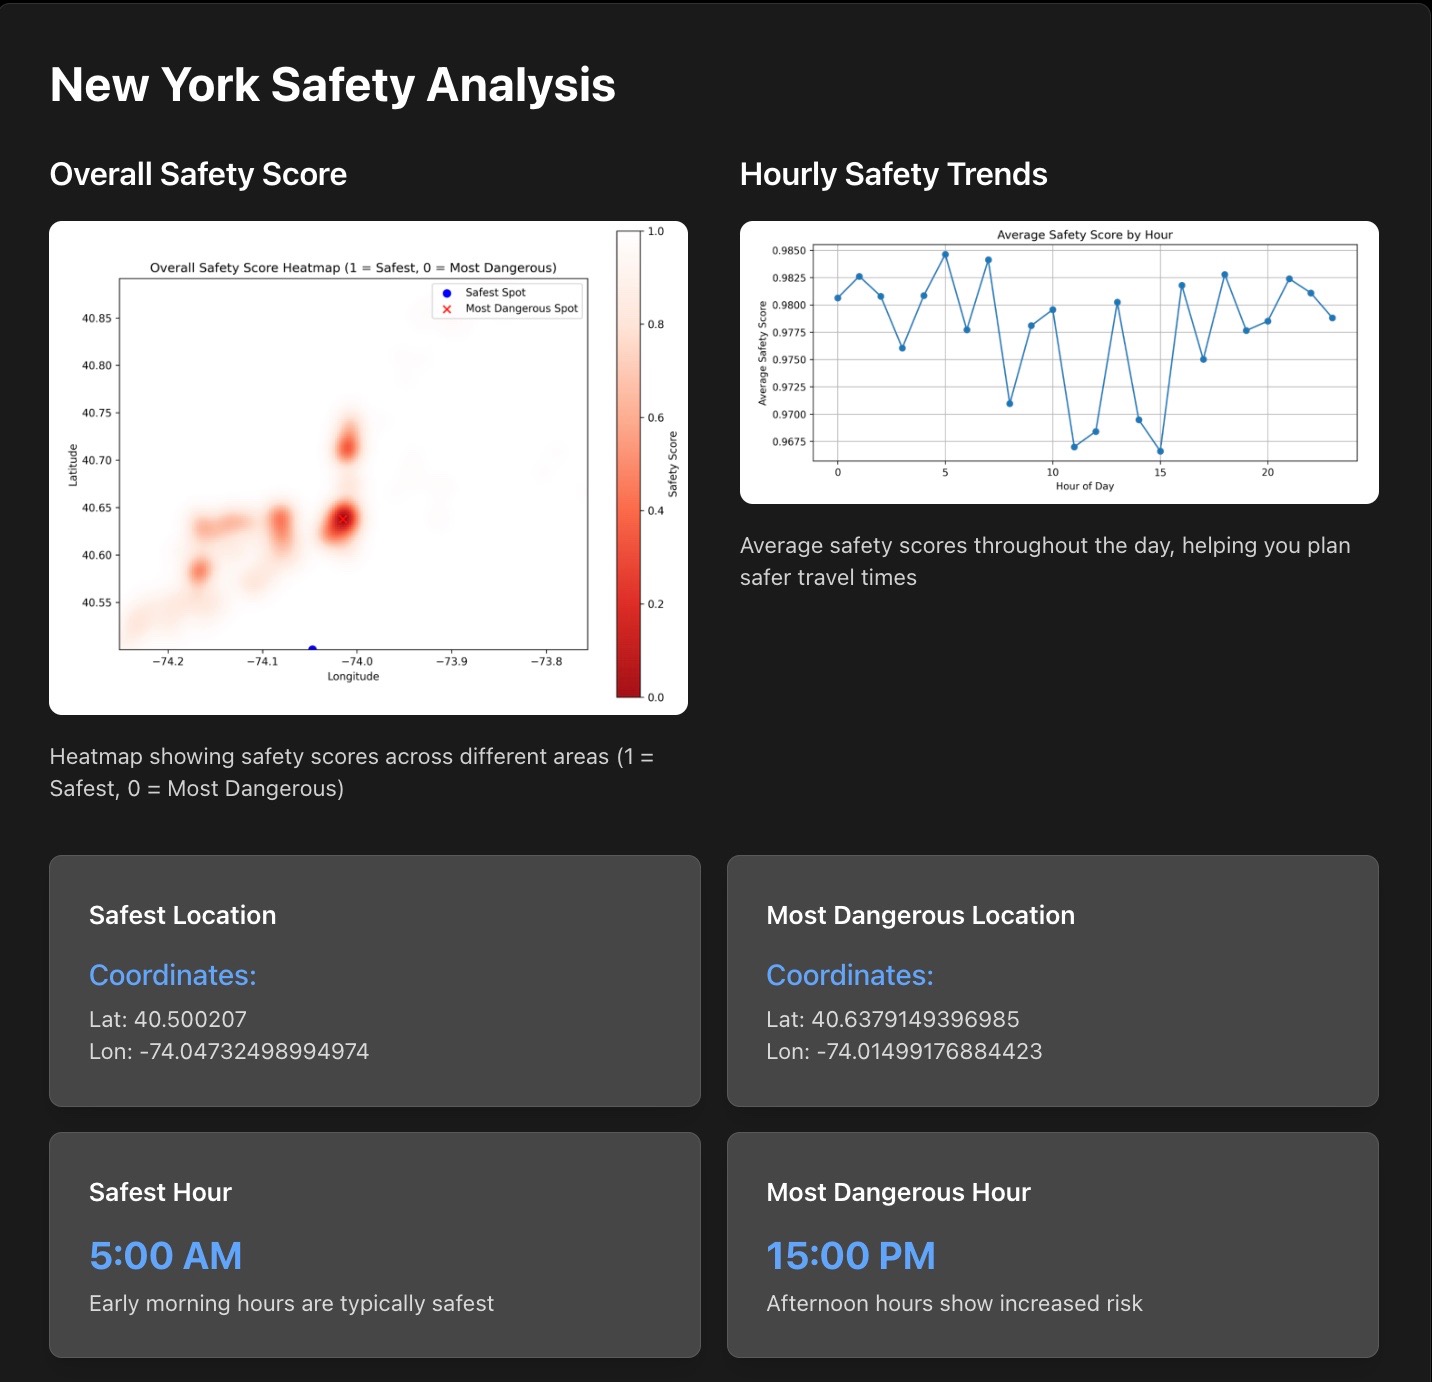 New York Safety Analysis
Overall Safety Score
Overall Safety Score Heatmap (1 = Safest, 0 = Most Dangerous)
Safest Spot
Most Dangerous Spot
40.85
40.80
40.75
40.70
40.65
40.60
40.55
Latitude
−74.2 −74.1 −74.0 −73.9 −73.8
Longitude
1.0
0.8
0.6
0.4
0.2
0.0
Safety Score
Heatmap showing safety scores across different areas (1 =
Safest, 0 = Most Dangerous)
Hourly Safety Trends
Average Safety Score by Hour
0.9850
0.9825
0.9800
0.9775
0.9750
0.9725
0.9700
0.9675
Average Safety Score
0 5 10 15 20
Hour of Day
Average safety scores throughout the day, helping you plan
safer travel times
Safest Location
Coordinates:
Lat: 40.500207
Lon: -74.04732498994974
Most Dangerous Location
Coordinates:
Lat: 40.6379149396985
Lon: -74.01499176884423
Safest Hour
5:00 AM
Early morning hours are typically safest
Most Dangerous Hour
15:00 PM
Afternoon hours show increased risk